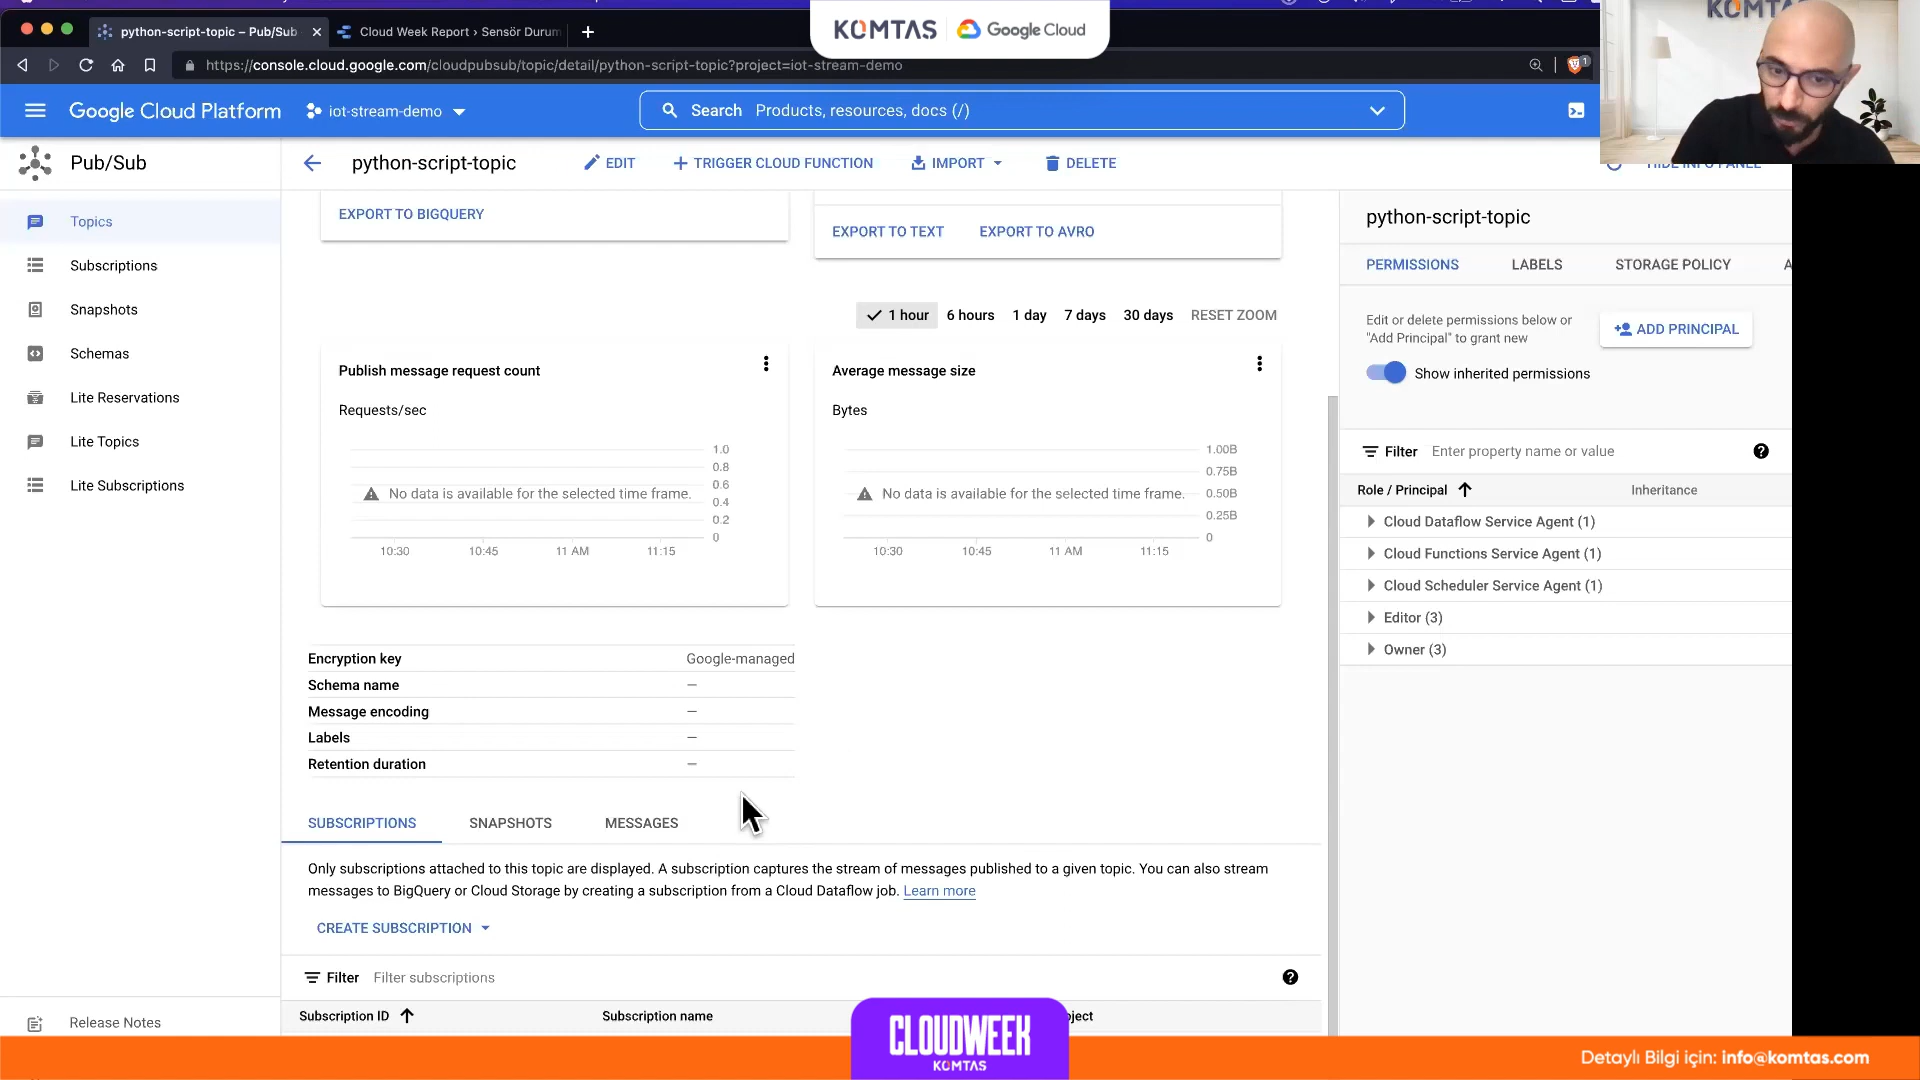 python-script-topic – Pub/Sub
Cloud Week Report › Sensör Durum
KOMTAS
Google Cloud
https://console.cloud.google.com/cloudpubsub/topic/detail/python-script-topic?project=iot-stream-demo
1
Google Cloud Platform
iot-stream-demo
Search Products, resources, docs (/)
Pub/Sub
python-script-topic
EDIT
TRIGGER CLOUD FUNCTION
IMPORT
DELETE
HIDE INFO PANEL
Topics
Subscriptions
Snapshots
Schemas
Lite Reservations
Lite Topics
Lite Subscriptions
Release Notes
EXPORT TO BIGQUERY
EXPORT TO TEXT
EXPORT TO AVRO
1 hour
6 hours
1 day
7 days
30 days
RESET ZOOM
Publish message request count
Requests/sec
1.0
0.8
0.6
0.4
0.2
0
No data is available for the selected time frame.
10:30
10:45
11 AM
11:15
Average message size
Bytes
1.00B
0.75B
0.50B
0.25B
0
No data is available for the selected time frame.
10:30
10:45
11 AM
11:15
Encryption key Google-managed
Schema name —
Message encoding —
Labels —
Retention duration —
SUBSCRIPTIONS
SNAPSHOTS
MESSAGES
Only subscriptions attached to this topic are displayed. A subscription captures the stream of messages published to a given topic. You can also stream
messages to BigQuery or Cloud Storage by creating a subscription from a Cloud Dataflow job. Learn more
CREATE SUBSCRIPTION
Filter Filter subscriptions
Subscription ID
Subscription name
oject
python-script-topic
PERMISSIONS
LABELS
STORAGE POLICY
A
Edit or delete permissions below or
"Add Principal" to grant new
ADD PRINCIPAL
Show inherited permissions
Filter Enter property name or value
Role / Principal
Inheritance
Cloud Dataflow Service Agent (1)
Cloud Functions Service Agent (1)
Cloud Scheduler Service Agent (1)
Editor (3)
Owner (3)
CLOUDWEEK
KOMTAS
Detaylı Bilgi için: info@komtas.com